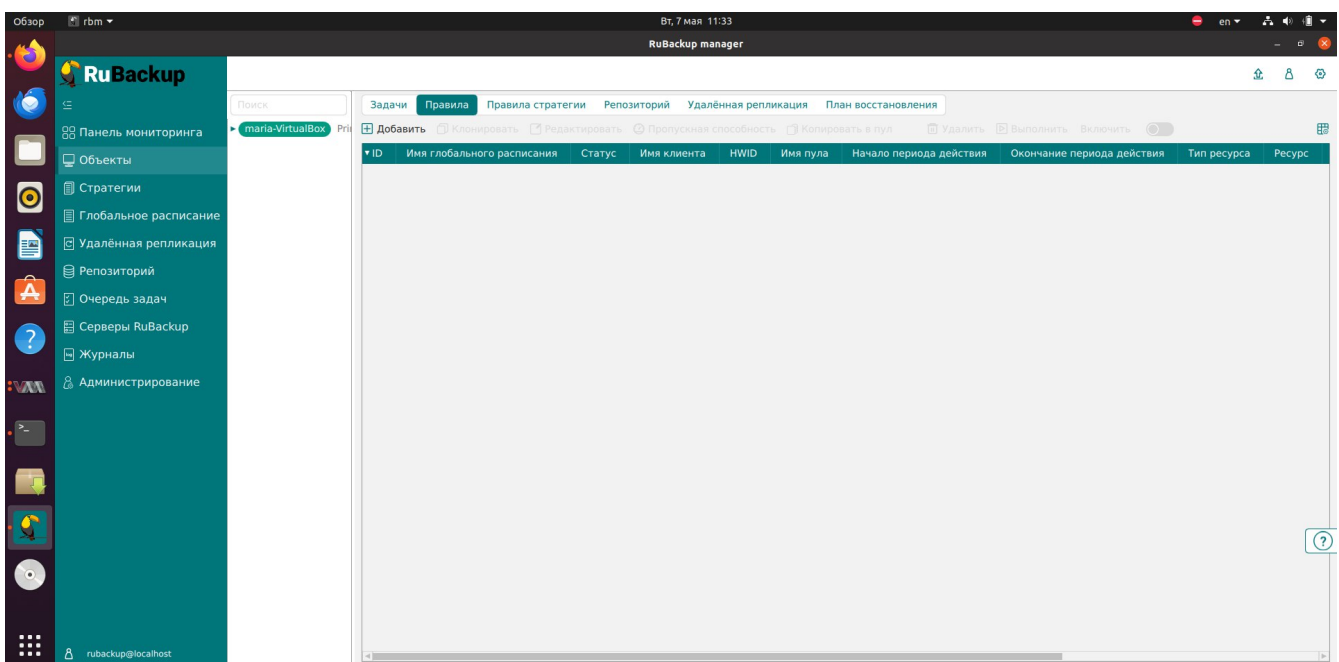 Обзор rbm Вт, 7 мая 11:33 en
RuBackup manager
RuBackup
Поиск Задачи Правила Правила стратегии Репозиторий Удалённая репликация План восстановления
Панель мониторинга maria-VirtualBox Pri Добавить Клонировать Редактировать Пропускная способность Копировать в пул Удалить Выполнить Включить
Объекты ID Имя глобального расписания Статус Имя клиента HWID Имя пула Начало периода действия Окончание периода действия Тип ресурса Ресурс
Стратегии
Глобальное расписание
Удалённая репликация
Репозиторий
Очередь задач
Серверы RuBackup
Журналы
Администрирование
rubackup@localhost